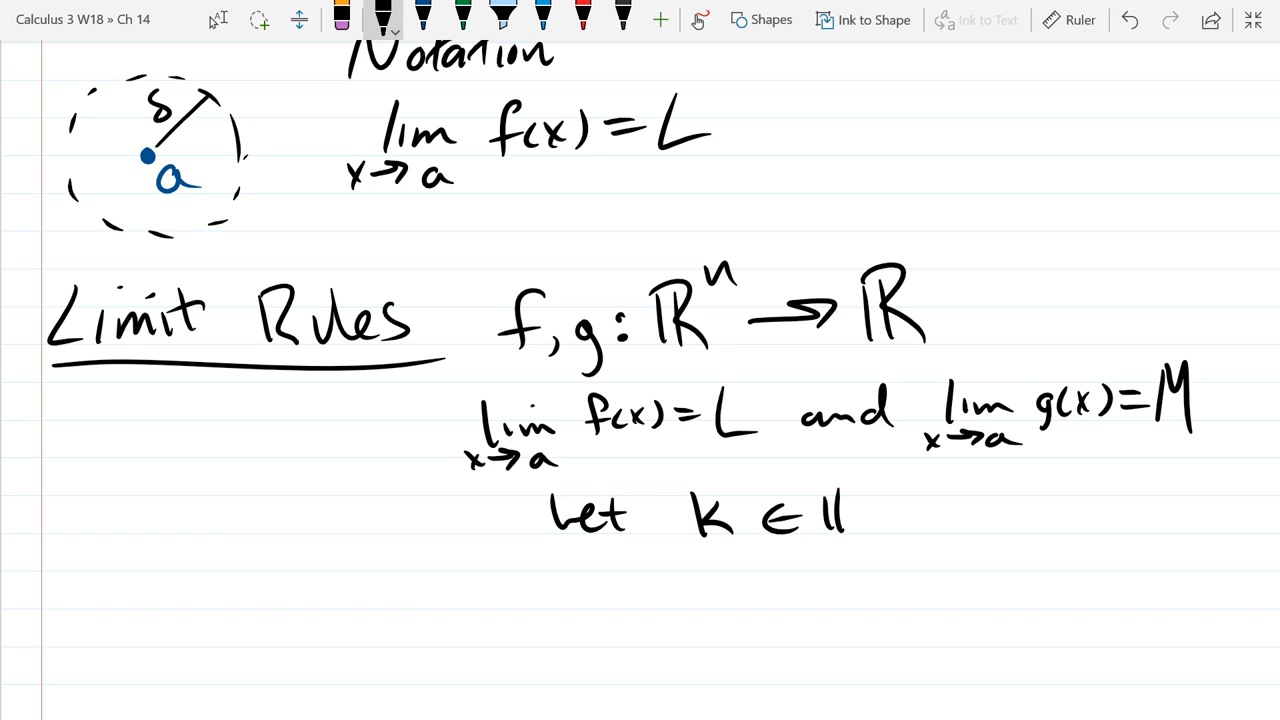 Calculus 3 W18 » Ch 14
Shapes
Ink to Shape
Ink to Text
Ruler
Notation
δ
a
lim f(x) = L
x → a
Limit Rules f, g : ℝⁿ → ℝ
lim f(x) = L and lim g(x) = M
x → a x → a
Let k ∈